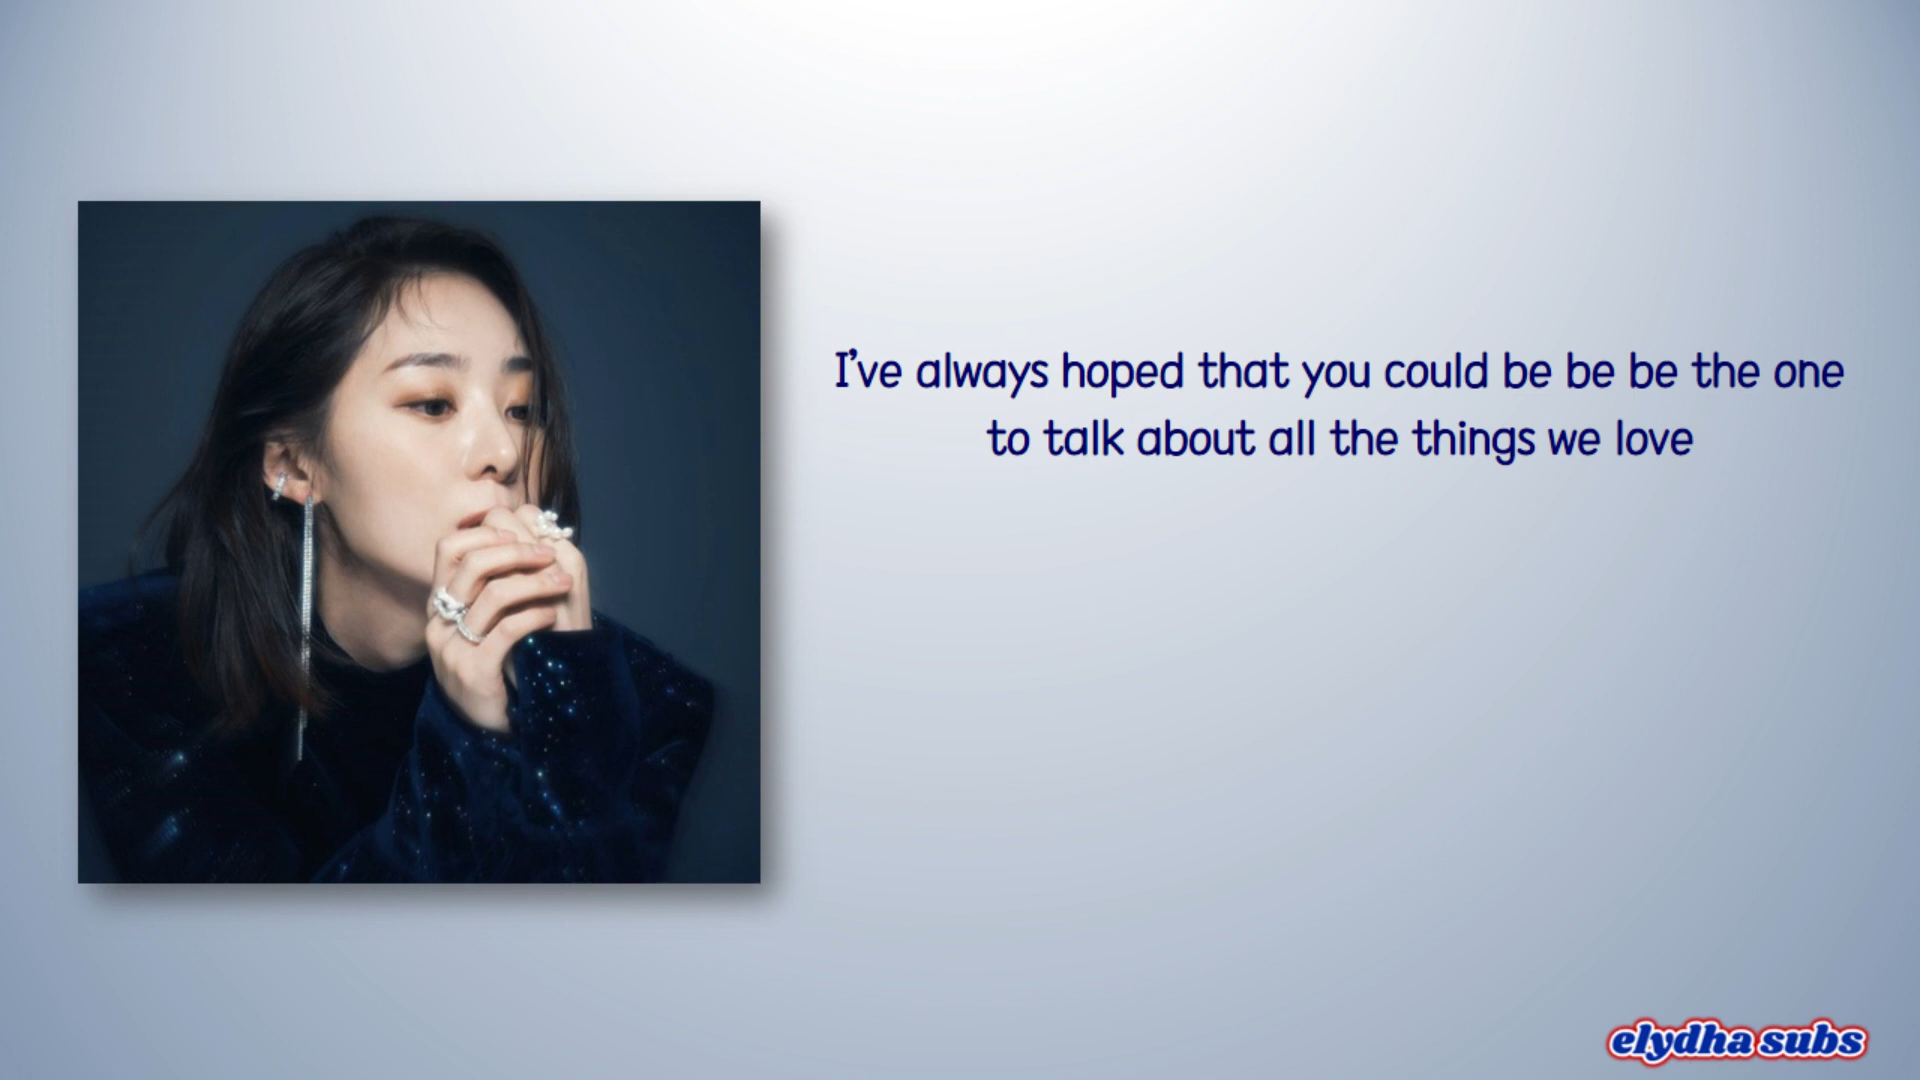 I've always hoped that you could be be be the one
to talk about all the things we love
elydha subs